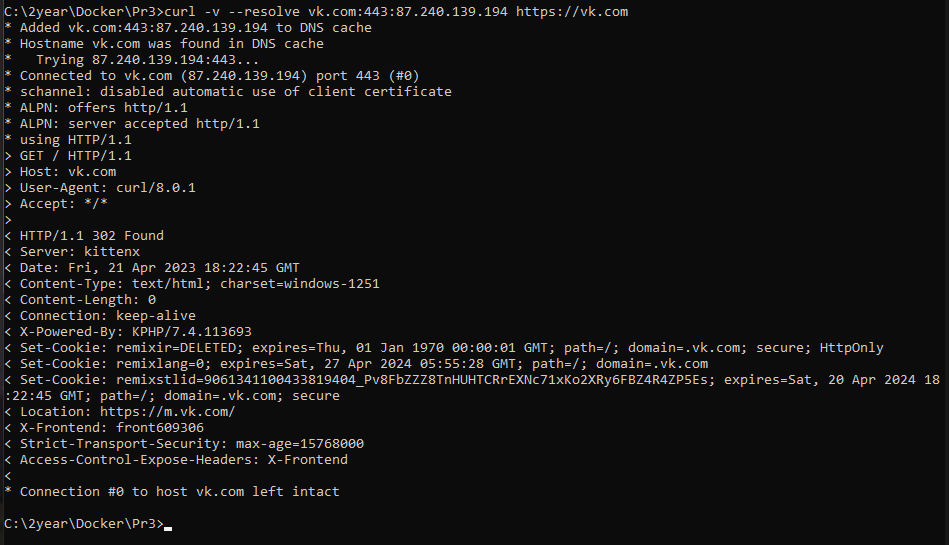 C:\2year\Docker\Pr3>curl -v --resolve vk.com:443:87.240.139.194 https://vk.com
* Added vk.com:443:87.240.139.194 to DNS cache
* Hostname vk.com was found in DNS cache
*   Trying 87.240.139.194:443...
* Connected to vk.com (87.240.139.194) port 443 (#0)
* schannel: disabled automatic use of client certificate
* ALPN: offers http/1.1
* ALPN: server accepted http/1.1
* using HTTP/1.1
> GET / HTTP/1.1
> Host: vk.com
> User-Agent: curl/8.0.1
> Accept: */*
>
< HTTP/1.1 302 Found
< Server: kittenx
< Date: Fri, 21 Apr 2023 18:22:45 GMT
< Content-Type: text/html; charset=windows-1251
< Content-Length: 0
< Connection: keep-alive
< X-Powered-By: KPHP/7.4.113693
< Set-Cookie: remixir=DELETED; expires=Thu, 01 Jan 1970 00:00:01 GMT; path=/; domain=.vk.com; secure; HttpOnly
< Set-Cookie: remixlang=0; expires=Sat, 27 Apr 2024 05:55:28 GMT; path=/; domain=.vk.com
< Set-Cookie: remixstlid=9061341100433819404_Pv8FbZZZ8TnHUHTCRrEXNc71xKo2XRy6FBZ4R4ZP5Es; expires=Sat, 20 Apr 2024 18
:22:45 GMT; path=/; domain=.vk.com; secure
< Location: https://m.vk.com/
< X-Frontend: front609306
< Strict-Transport-Security: max-age=15768000
< Access-Control-Expose-Headers: X-Frontend
<
* Connection #0 to host vk.com left intact
C:\2year\Docker\Pr3>